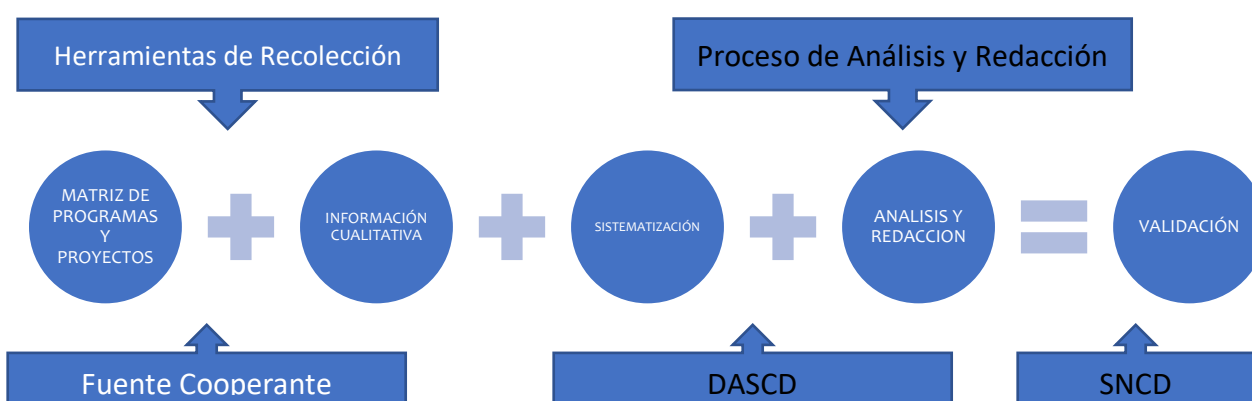 Herramientas de Recolección
Proceso de Análisis y Redacción
MATRIZ DE
PROGRAMAS
Y
PROYECTOS
INFORMACIÓN
CUALITATIVA
SISTEMATIZACIÓN
ANALISIS Y
REDACCION
VALIDACIÓN
Fuente Cooperante
DASCD
SNCD